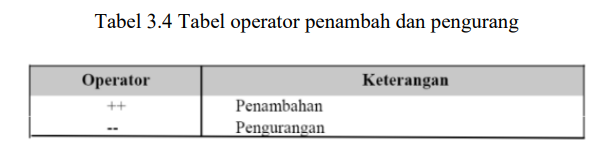 Tabel 3.4 Tabel operator penambah dan pengurang
Operator Keterangan
++ Penambahan
-- Pengurangan